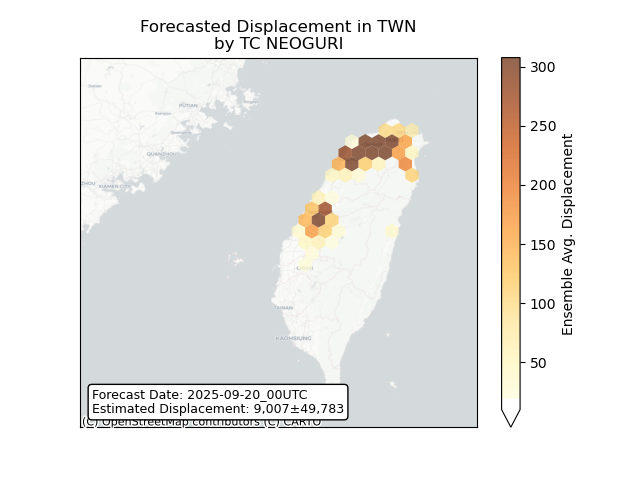 Forecasted Displacement in TWN
by TC NEOGURI
PUTIAN
QUANZHOU
XIAMEN CITY
TAINAN
KAOHSIUNG
300
250
200
150
100
50
Ensemble Avg. Displacement
Forecast Date: 2025-09-20_00UTC
Estimated Displacement: 9,007±49,783
(C) OpenStreetMap contributors (C) CARTO